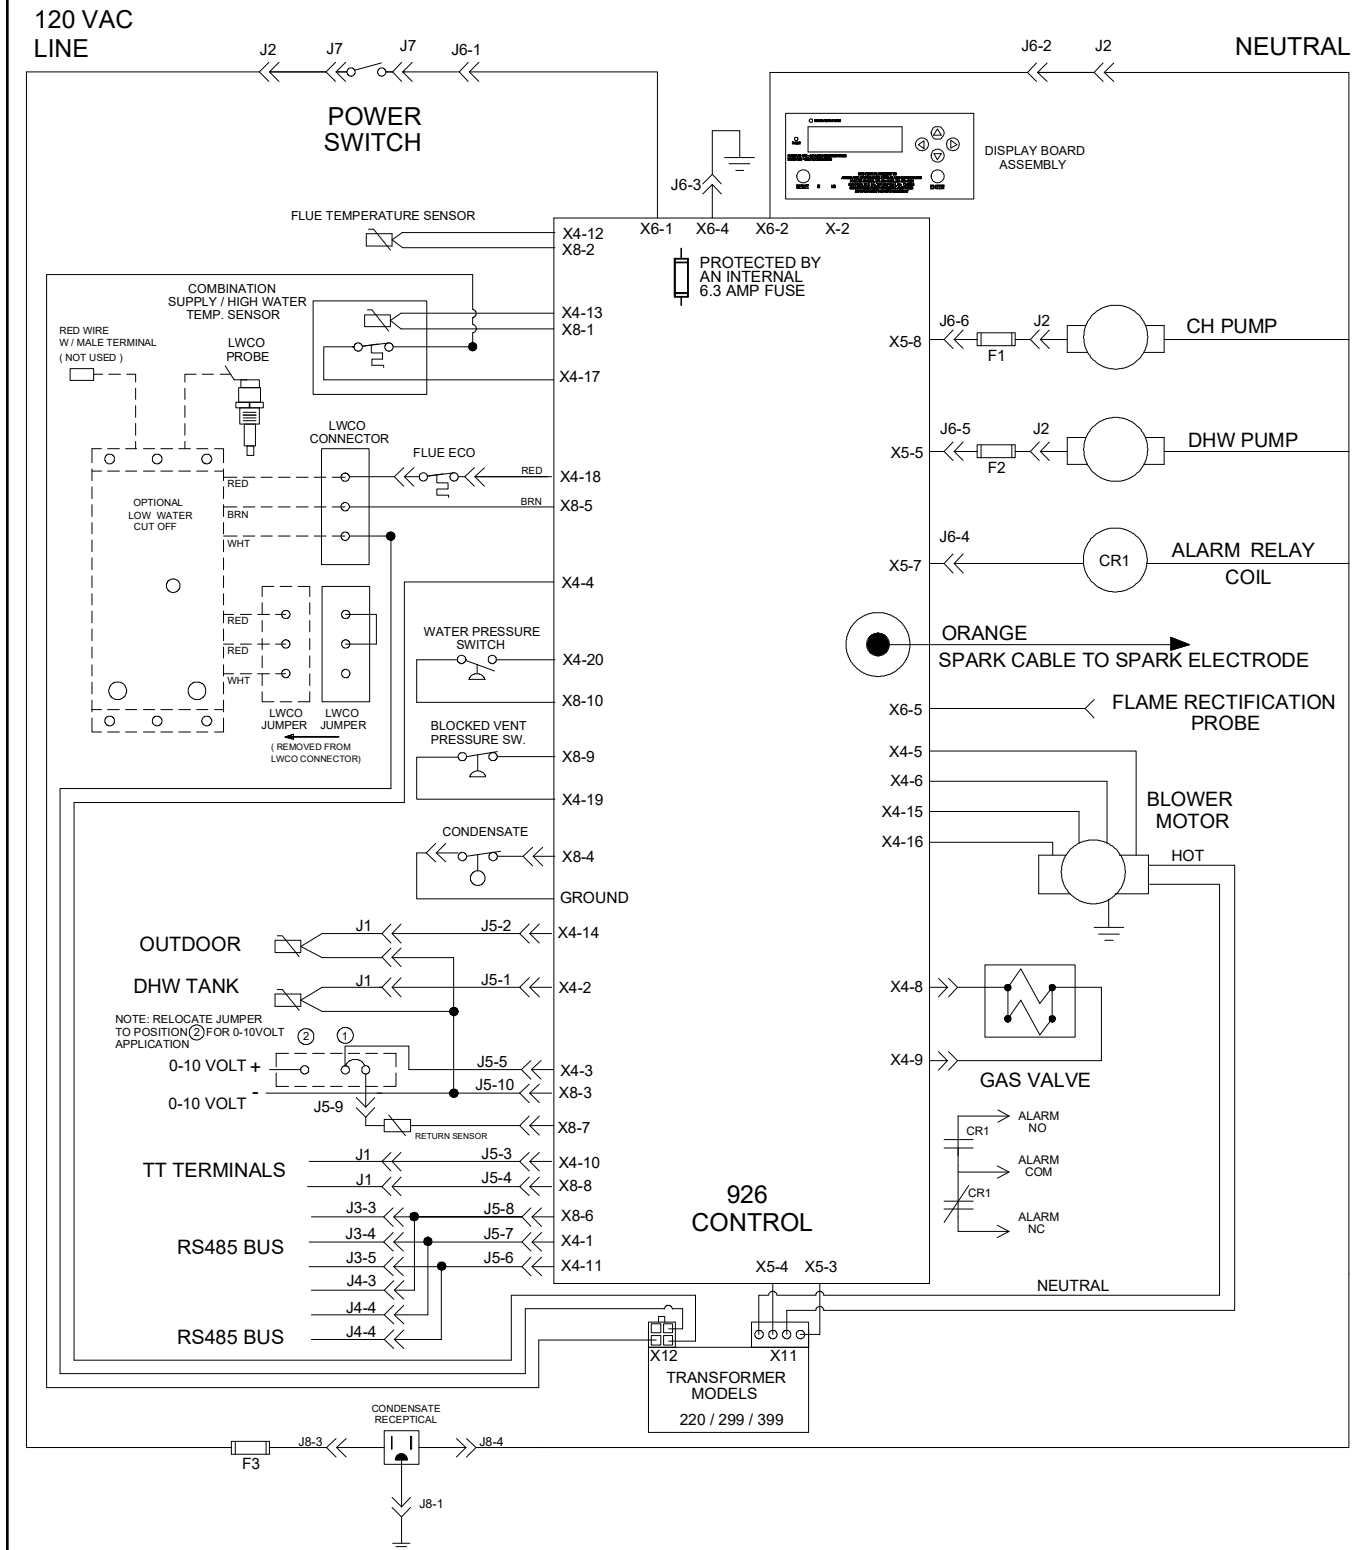 120 VAC
LINE
J2
J7
J7
J6-1
J6-2
J2
NEUTRAL
POWER
SWITCH
DISPLAY BOARD
ASSEMBLY
J6-3
FLUE TEMPERATURE SENSOR
X4-12
X8-2
X6-1
X6-4
X6-2
X-2
PROTECTED BY
AN INTERNAL
6.3 AMP FUSE
COMBINATION
SUPPLY / HIGH WATER
TEMP. SENSOR
X4-13
X8-1
X4-17
RED WIRE
W / MALE TERMINAL
( NOT USED )
LWCO
PROBE
X5-8
J6-6
F1
J2
CH PUMP
LWCO
CONNECTOR
FLUE ECO
RED
X4-18
BRN
X8-5
X5-5
J6-5
F2
J2
DHW PUMP
OPTIONAL
LOW WATER
CUT OFF
RED
BRN
WHT
X4-4
X5-7
J6-4
CR1
ALARM RELAY
COIL
RED
RED
WHT
LWCO
JUMPER
LWCO
JUMPER
( REMOVED FROM
LWCO CONNECTOR)
WATER PRESSURE
SWITCH
X4-20
X8-10
ORANGE
SPARK CABLE TO SPARK ELECTRODE
X6-5
FLAME RECTIFICATION
PROBE
BLOCKED VENT
PRESSURE SW.
X8-9
X4-19
X4-5
X4-6
X4-15
X4-16
BLOWER
MOTOR
HOT
CONDENSATE
X8-4
GROUND
OUTDOOR
J1
J5-2
X4-14
DHW TANK
J1
J5-1
X4-2
X4-8
X4-9
GAS VALVE
NOTE: RELOCATE JUMPER
TO POSITION 2 FOR 0-10VOLT
APPLICATION
2
1
0-10 VOLT +
J5-5
X4-3
0-10 VOLT -
-
J5-10
X8-3
J5-9
RETURN SENSOR
X8-7
CR1
ALARM
NO
ALARM
COM
CR1
ALARM
NC
TT TERMINALS
J1
J5-3
X4-10
J1
J5-4
X8-8
RS485 BUS
J3-3
J5-8
X8-6
J3-4
J5-7
X4-1
J3-5
J5-6
X4-11
J4-3
J4-4
RS485 BUS
J4-4
926
CONTROL
X5-4
X5-3
NEUTRAL
X12
X11
TRANSFORMER
MODELS
220 / 299 / 399
CONDENSATE
RECEPTICAL
F3
J8-3
J8-4
J8-1